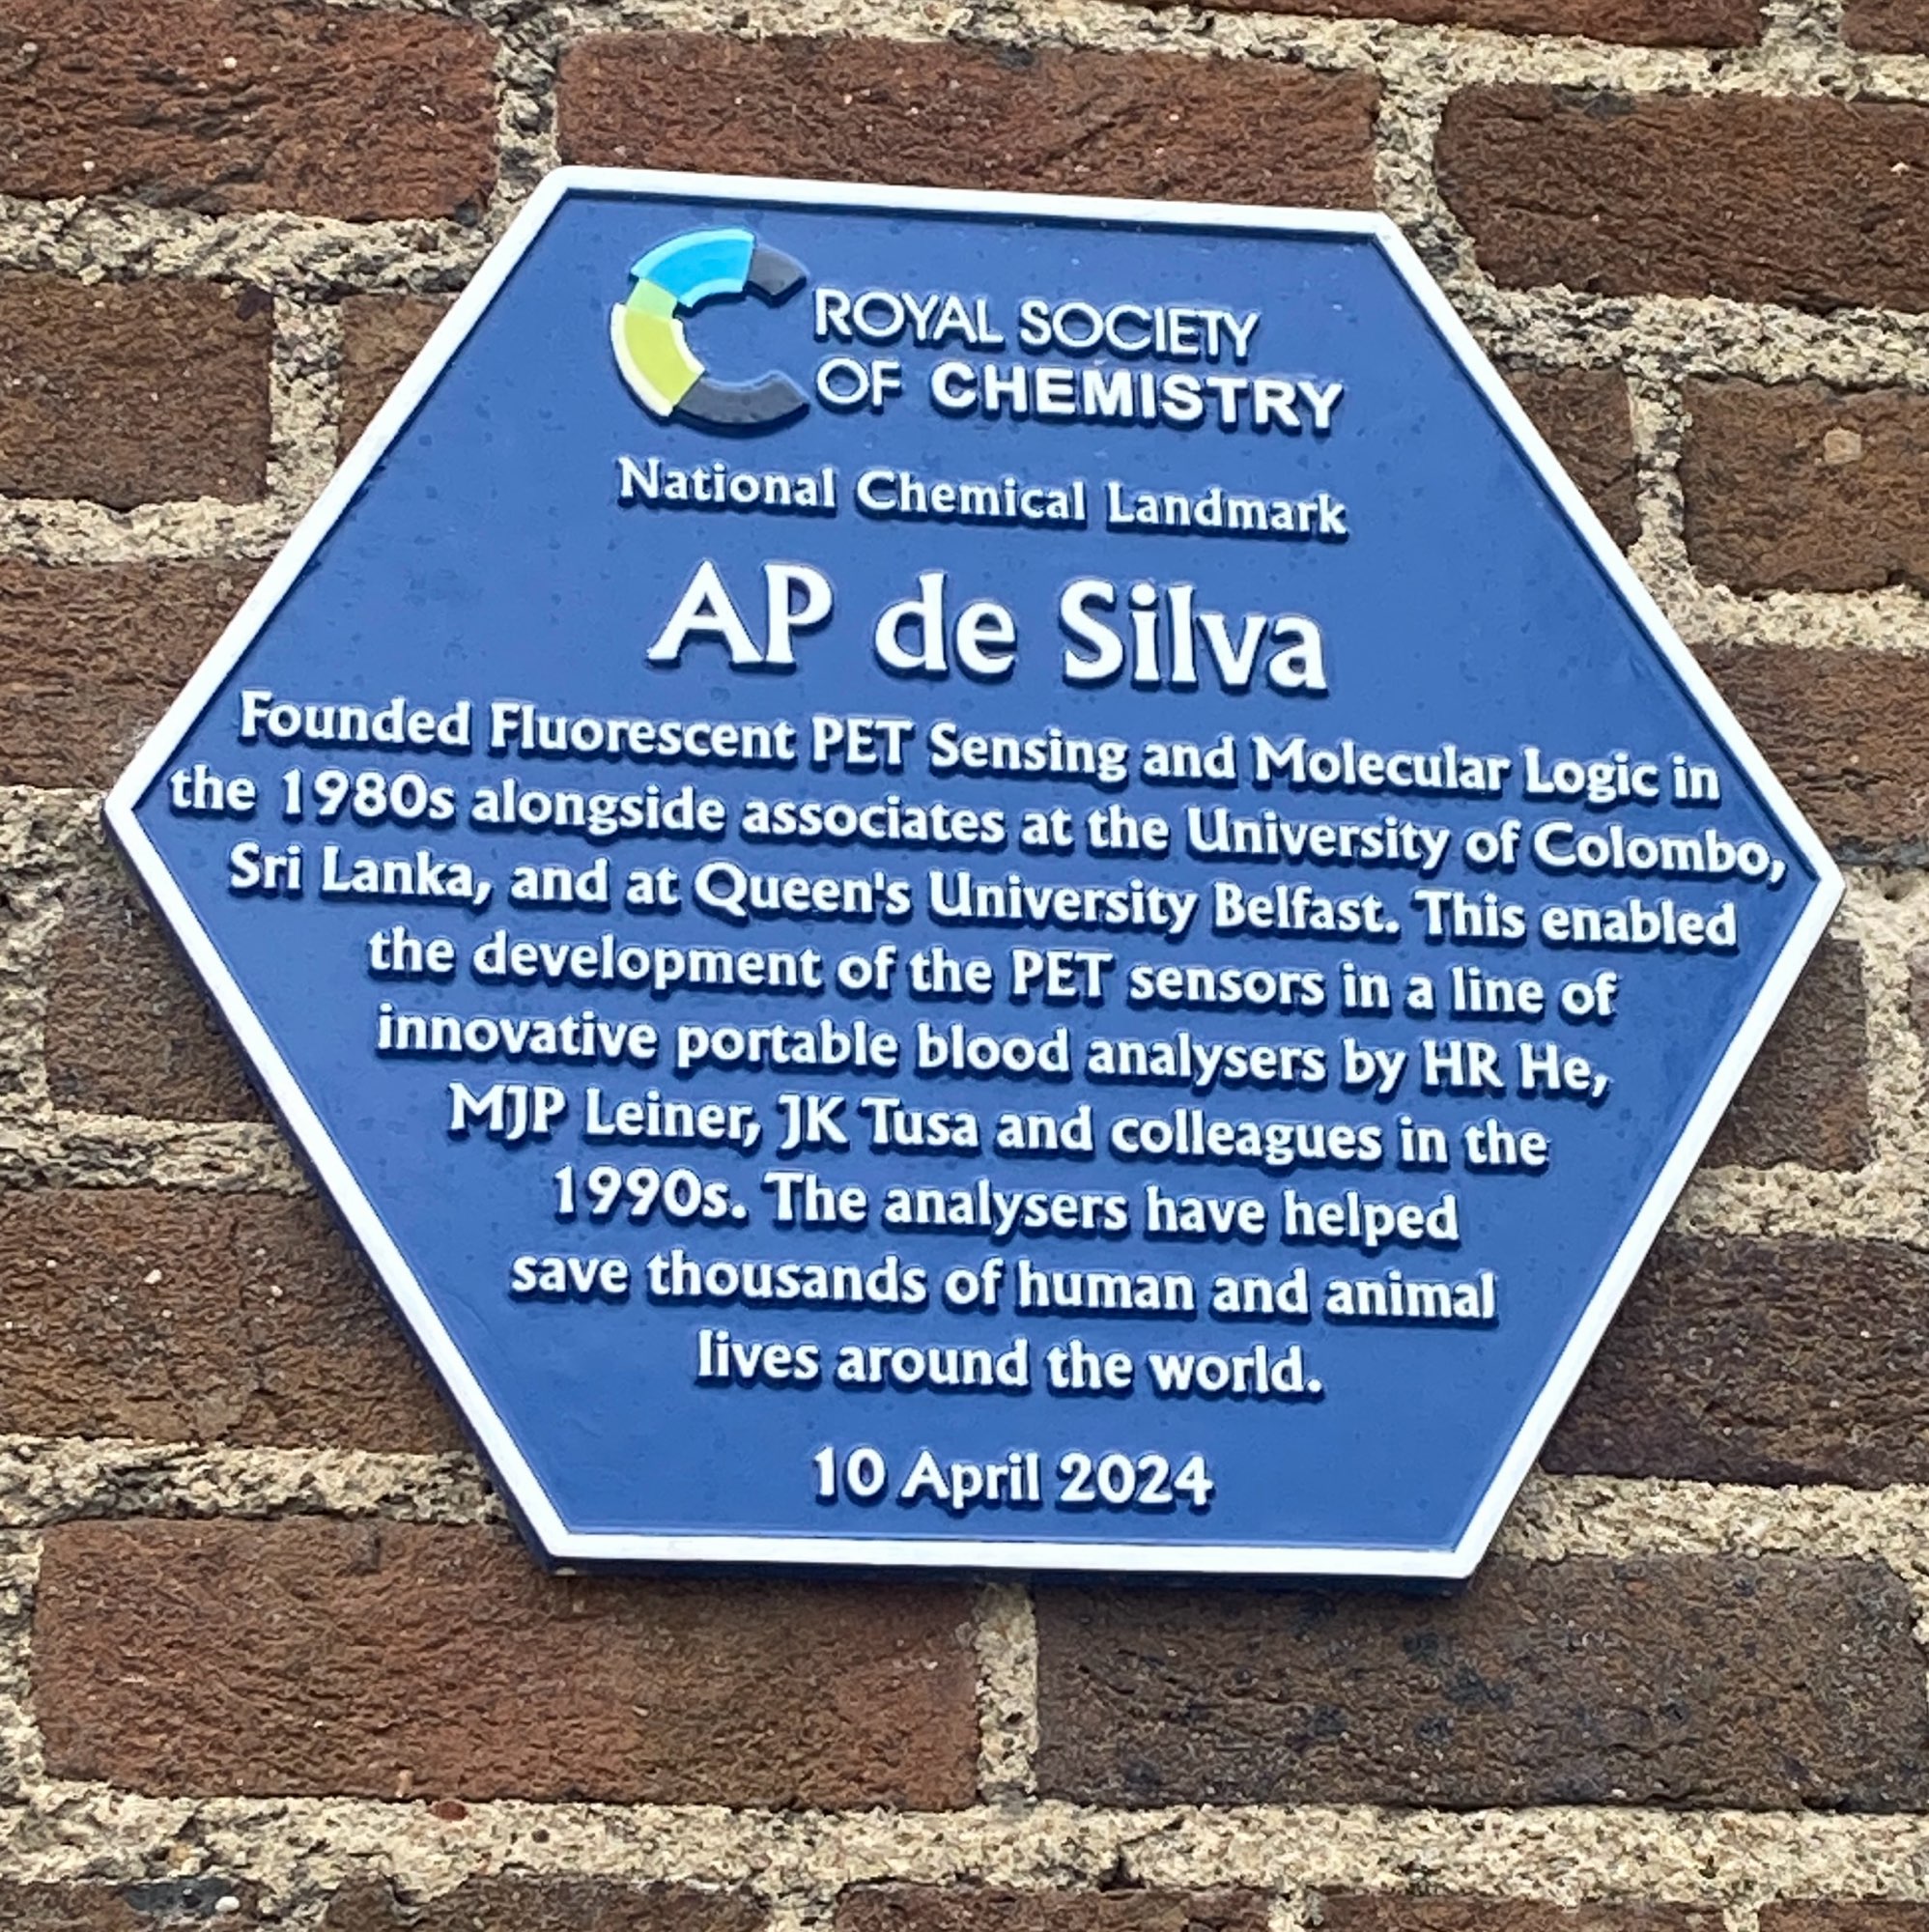 ROYAL SOCIETY
OF CHEMISTRY
National Chemical Landmark
AP de Silva
Founded Fluorescent PET Sensing and Molecular Logic in
the 1980s alongside associates at the University of Colombo,
Sri Lanka, and at Queen's University Belfast. This enabled
the development of the PET sensors in a line of
innovative portable blood analysers by HR He,
MJP Leiner, JK Tusa and colleagues in the
1990s. The analysers have helped
save thousands of human and animal
lives around the world.
10 April 2024